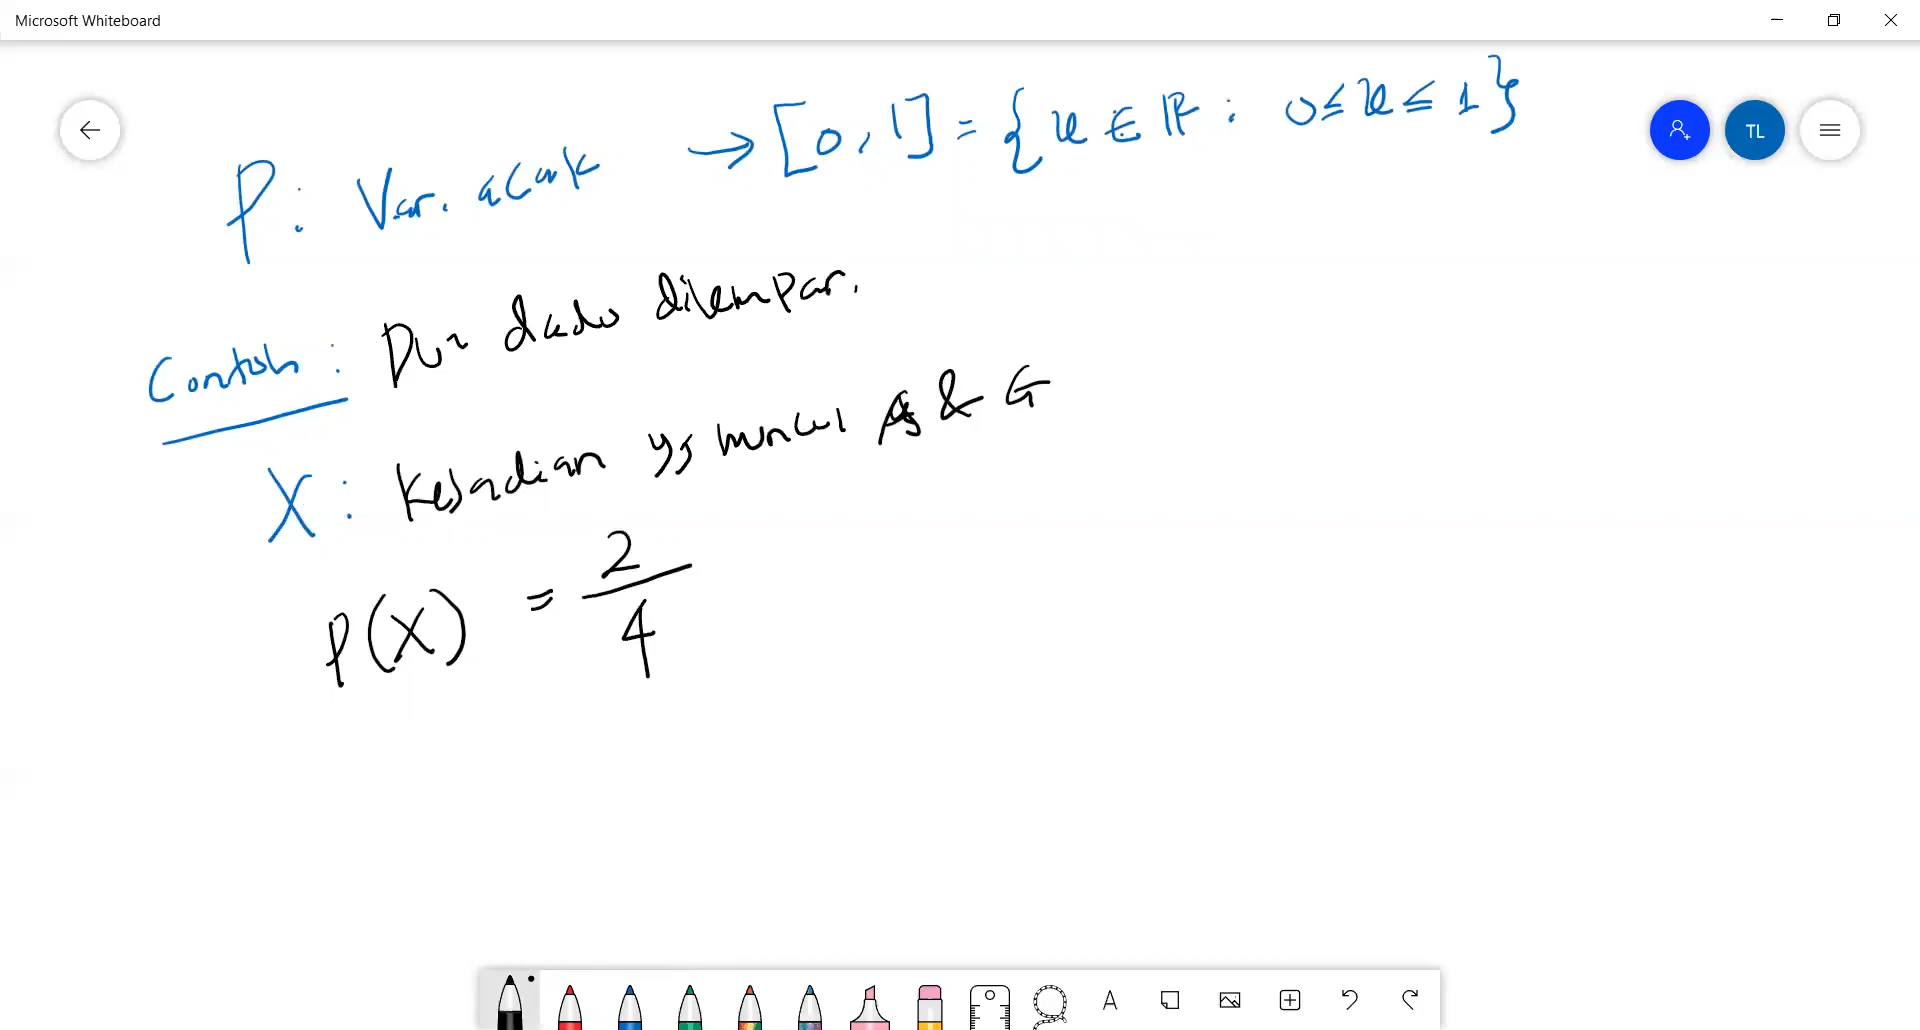 Microsoft Whiteboard
P: Var. acak → [0, 1] = {x ∈ ℝ : 0 ≤ x ≤ 1}
TL
Contoh : Dua dadu dilempar.
X : Kejadian yg muncul A & G
P(X) = 2/4